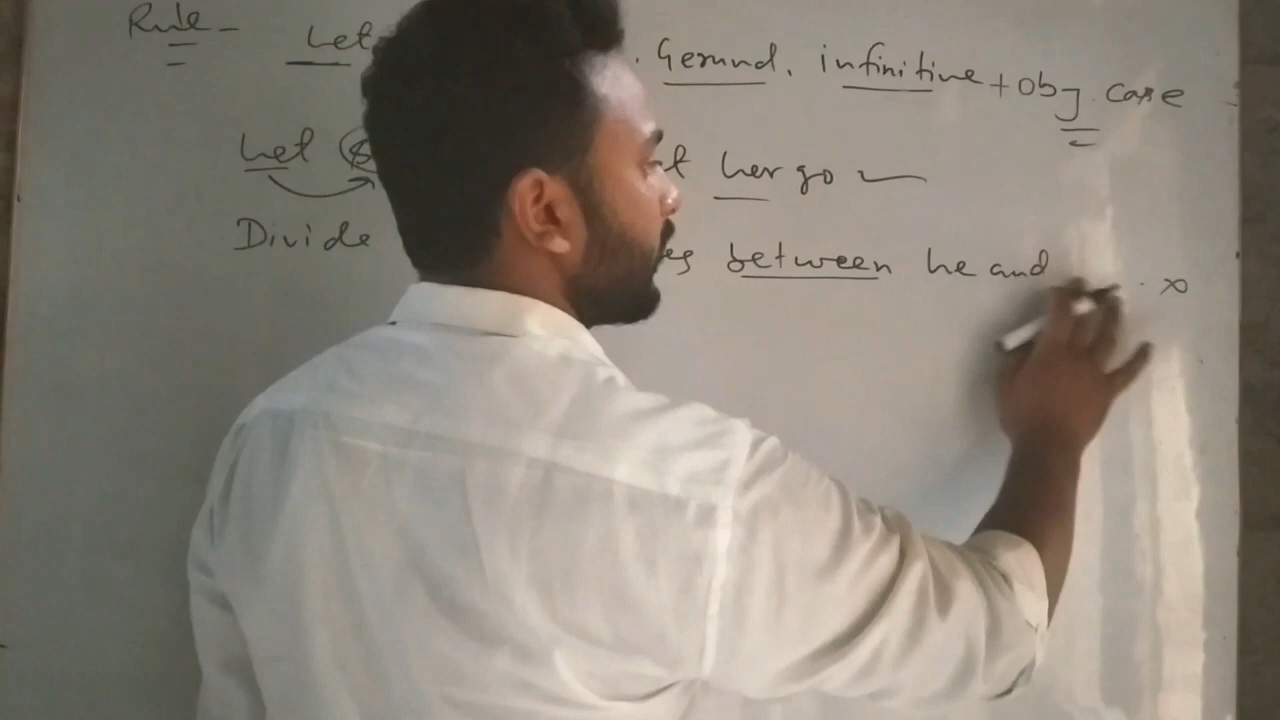 Rule - Let . Gerund, infinitive + obj. case
Let her go
Divide between he and . x